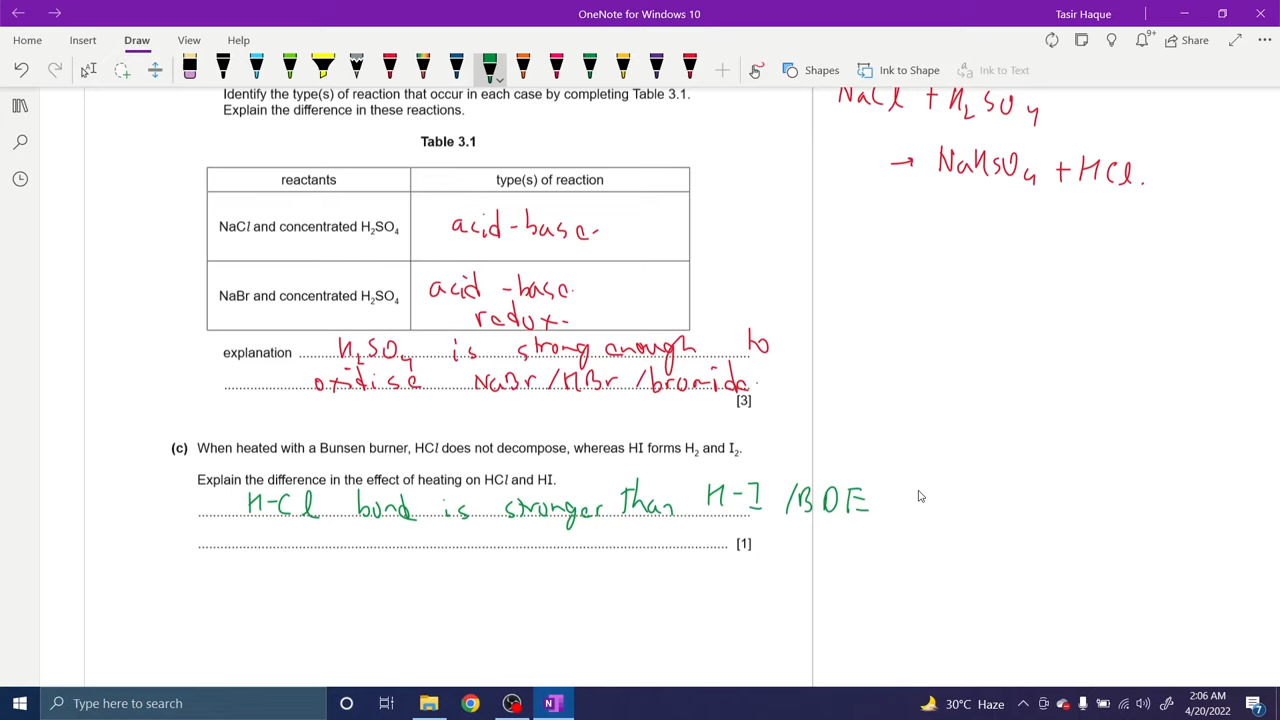 OneNote for Windows 10
Tasir Haque
Home Insert Draw View Help
Share
Shapes
Ink to Shape
Ink to Text
Identify the type(s) of reaction that occur in each case by completing Table 3.1.
Explain the difference in these reactions.
Table 3.1
reactants type(s) of reaction
NaCl and concentrated H₂SO₄ acid-base.
NaBr and concentrated H₂SO₄ acid-base.
redox.
explanation H₂SO₄ is strong enough to
oxidise NaBr/HBr/bromide.
[3]
(c) When heated with a Bunsen burner, HCl does not decompose, whereas HI forms H₂ and I₂.
Explain the difference in the effect of heating on HCl and HI.
H-Cl bond is stronger than H-I /BDE
[1]
NaCl + H₂SO₄
→ NaHSO₄ + HCl.
Type here to search
30°C Haze
2:06 AM
4/20/2022
9+
7